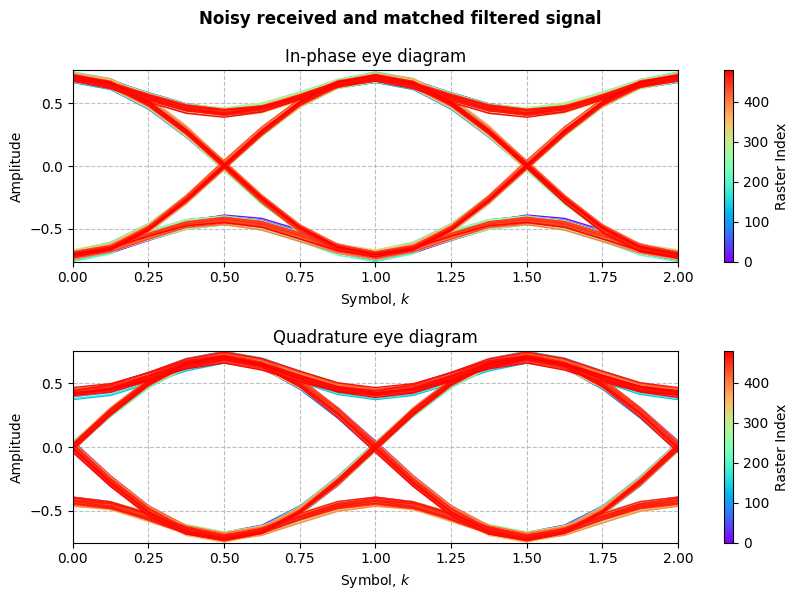 Noisy received and matched filtered signal
In-phase eye diagram
Amplitude
0.5
0.0
−0.5
0.00 0.25 0.50 0.75 1.00 1.25 1.50 1.75 2.00
Symbol, k
400
300
200
100
0
Raster Index
Quadrature eye diagram
Amplitude
0.5
0.0
−0.5
0.00 0.25 0.50 0.75 1.00 1.25 1.50 1.75 2.00
Symbol, k
400
300
200
100
0
Raster Index